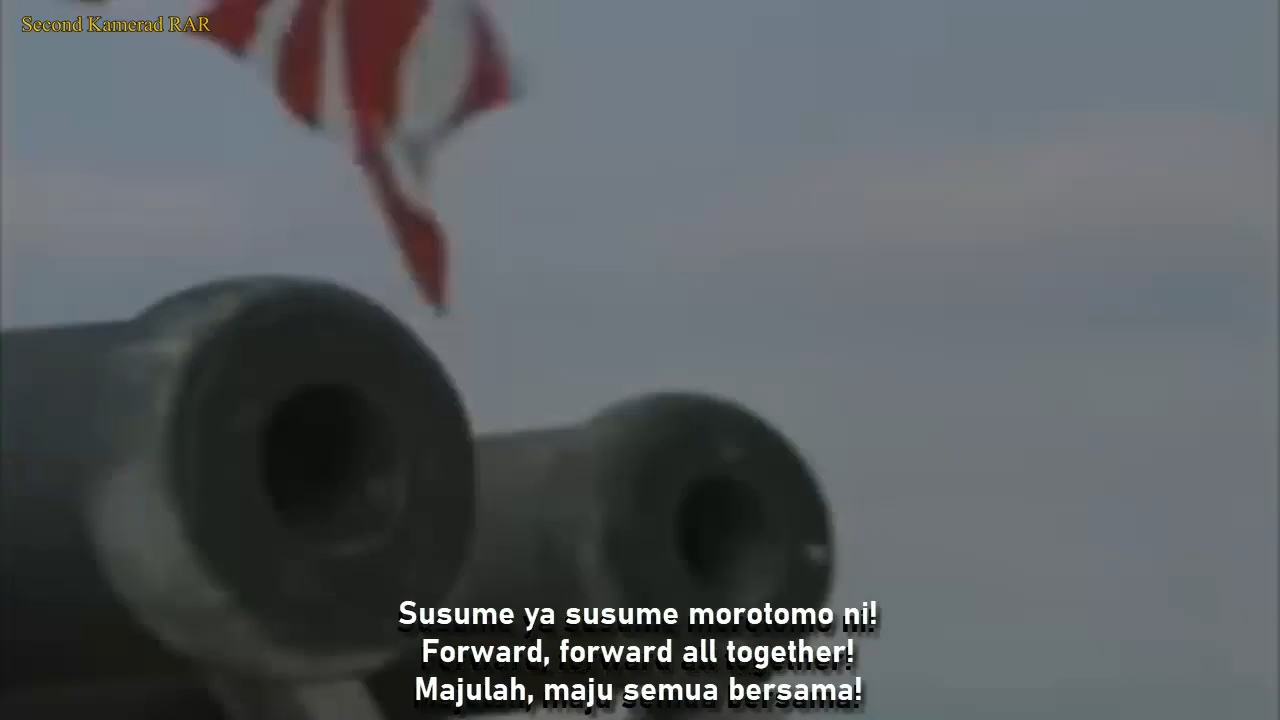 Second Kamerad RAR
Susume ya susume morotomo ni!
Forward, forward all together!
Majulah, maju semua bersama!